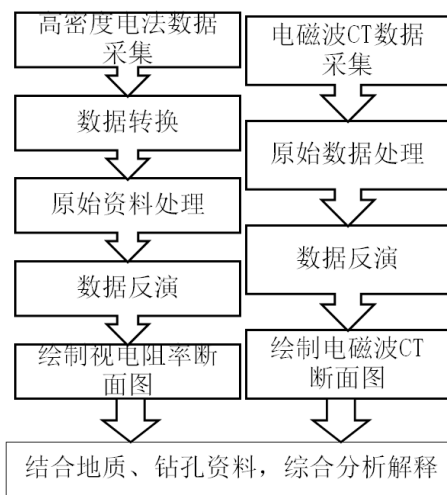 高密度电法数据
采集
数据转换
原始资料处理
数据反演
绘制视电阻率断
面图
电磁波CT数据
采集
原始数据处理
数据反演
绘制电磁波CT
断面图
结合地质、钻孔资料，综合分析解释